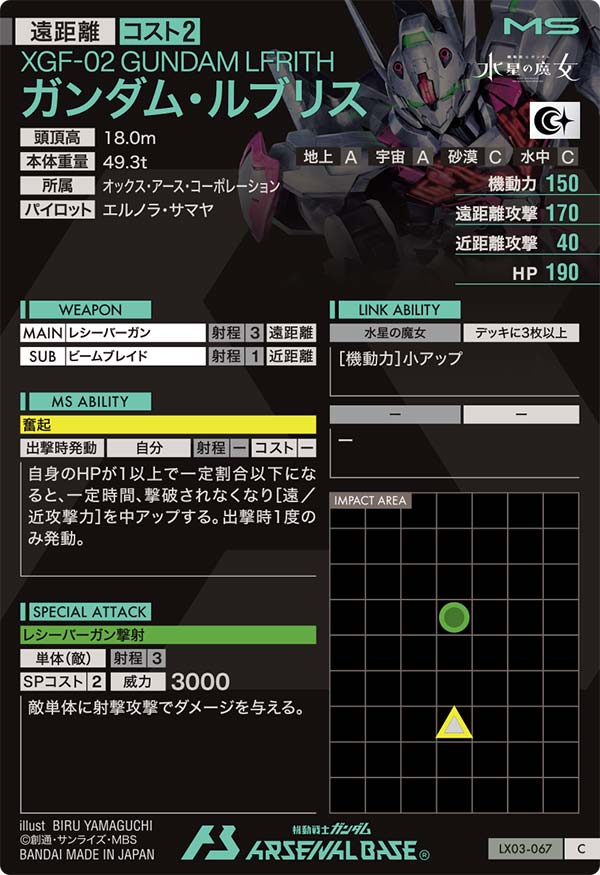 遠距離 コスト2
MS
XGF-02 GUNDAM LFRITH
ガンダム・ルブリス
機動戦士ガンダム
水星の魔女
頭頂高 18.0m
本体重量 49.3t
所属 オックス・アース・コーポレーション
パイロット エルノラ・サマヤ
地上 A 宇宙 A 砂漠 C 水中 C
機動力 150
遠距離攻撃 170
近距離攻撃 40
HP 190
WEAPON
MAIN レシーバーガン 射程 3 遠距離
SUB ビームブレイド 射程 1 近距離
MS ABILITY
奮起
出撃時発動 自分 射程 ー コスト ー
自身のHPが1以上で一定割合以下にな
ると、一定時間、撃破されなくなり[遠／
近攻撃力]を中アップする。出撃時1度の
み発動。
SPECIAL ATTACK
レシーバーガン撃射
単体(敵) 射程 3
SPコスト 2 威力 3000
敵単体に射撃攻撃でダメージを与える。
LINK ABILITY
水星の魔女 デッキに3枚以上
[機動力]小アップ
ー ー
ー
IMPACT AREA
illust BIRU YAMAGUCHI
©創通・サンライズ・MBS
BANDAI MADE IN JAPAN
機動戦士ガンダム
ARSENAL BASE®
LX03-067 C